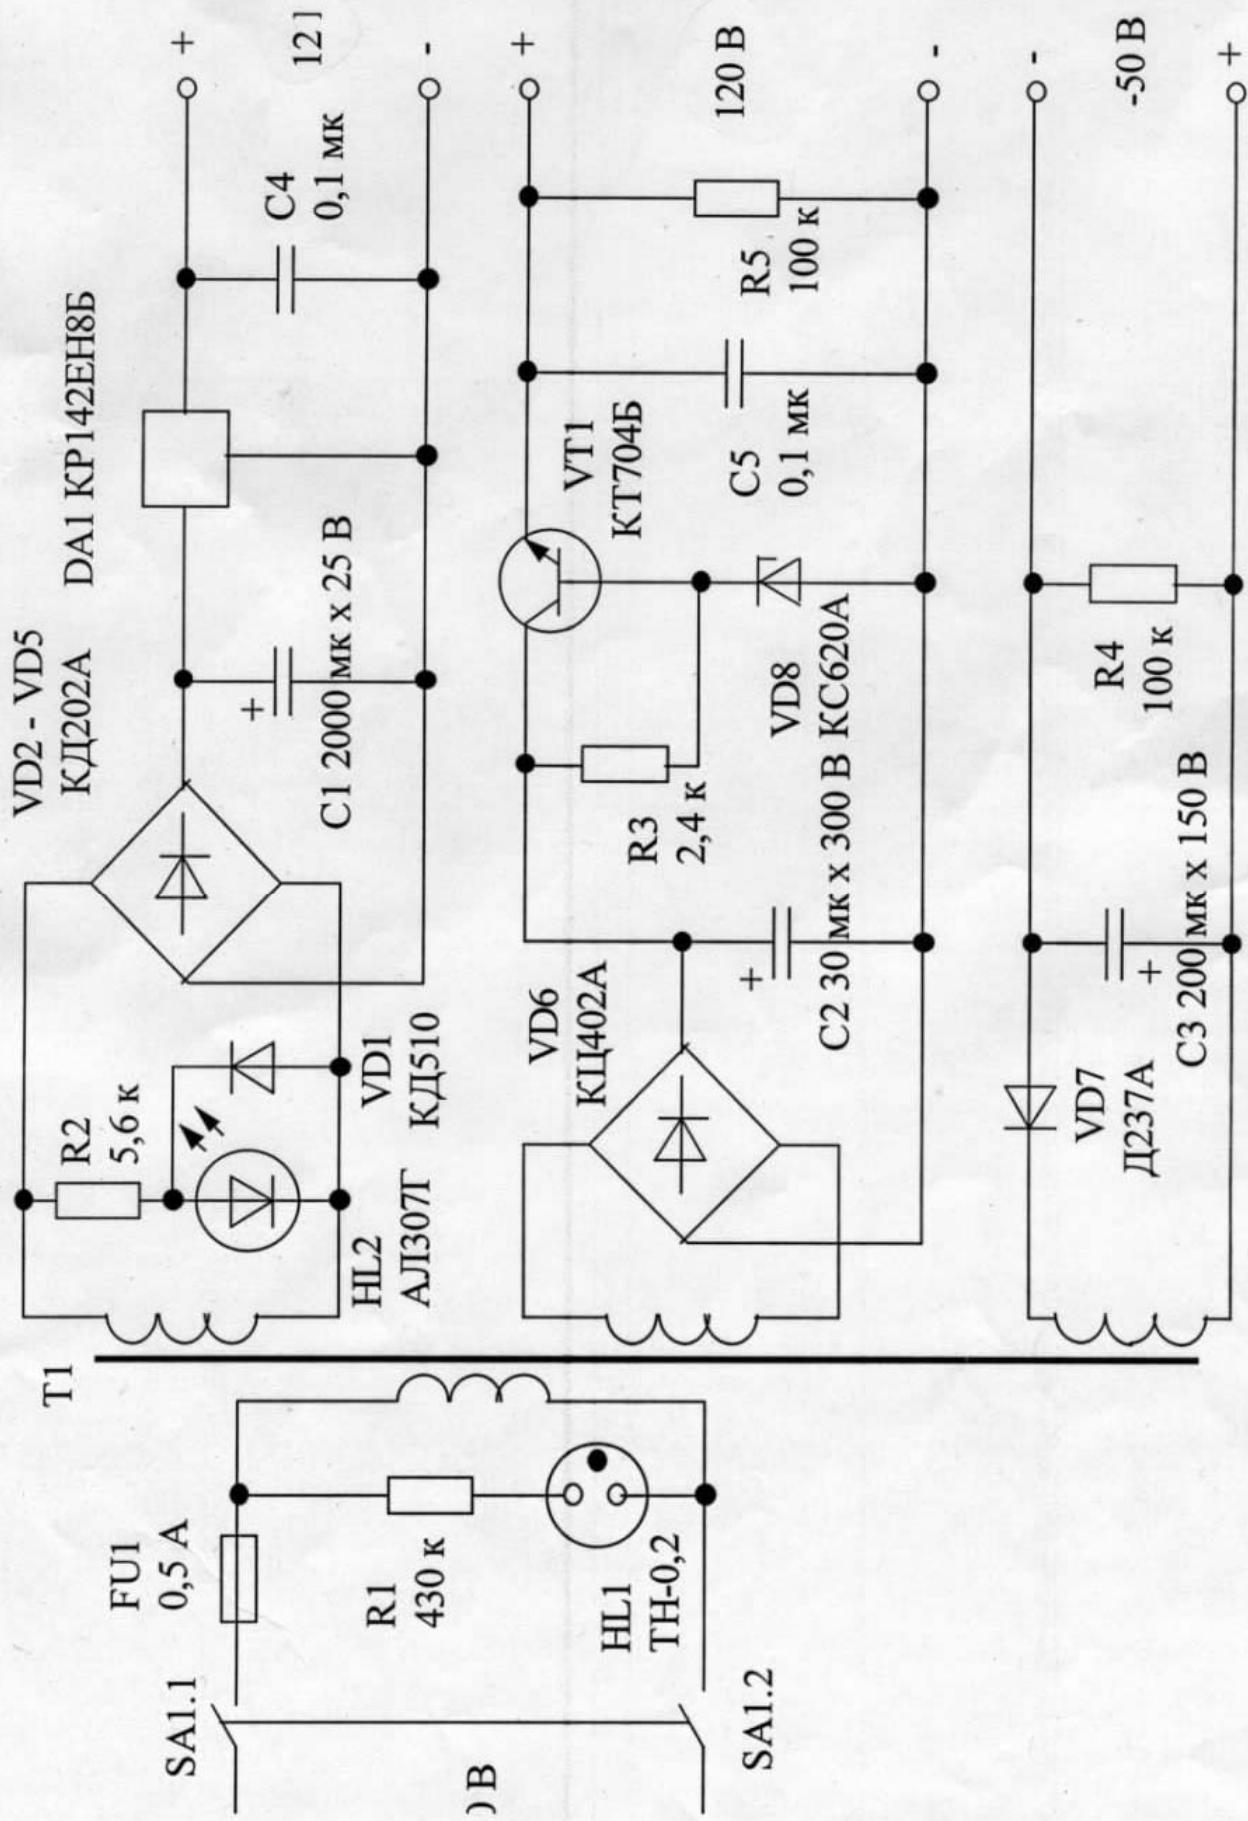 SA1.1
FU1
0,5 А
R1
430 к
HL1
ТН-0,2
SA1.2
0 В
T1
R2
5,6 к
HL2
АЛ307Г
VD1
КД510
VD2 - VD5
КД202А
DA1 КР142ЕН8Б
+
C1 2000 мк x 25 В
C4
0,1 мк
+
12
-
VD6
КЦ402А
+
C2 30 мк x 300 В
R3
2,4 к
VT1
КТ704Б
VD8
КС620А
C5
0,1 мк
R5
100 к
+
120 В
-
VD7
Д237А
+
C3 200 мк x 150 В
R4
100 к
-
-50 В
+